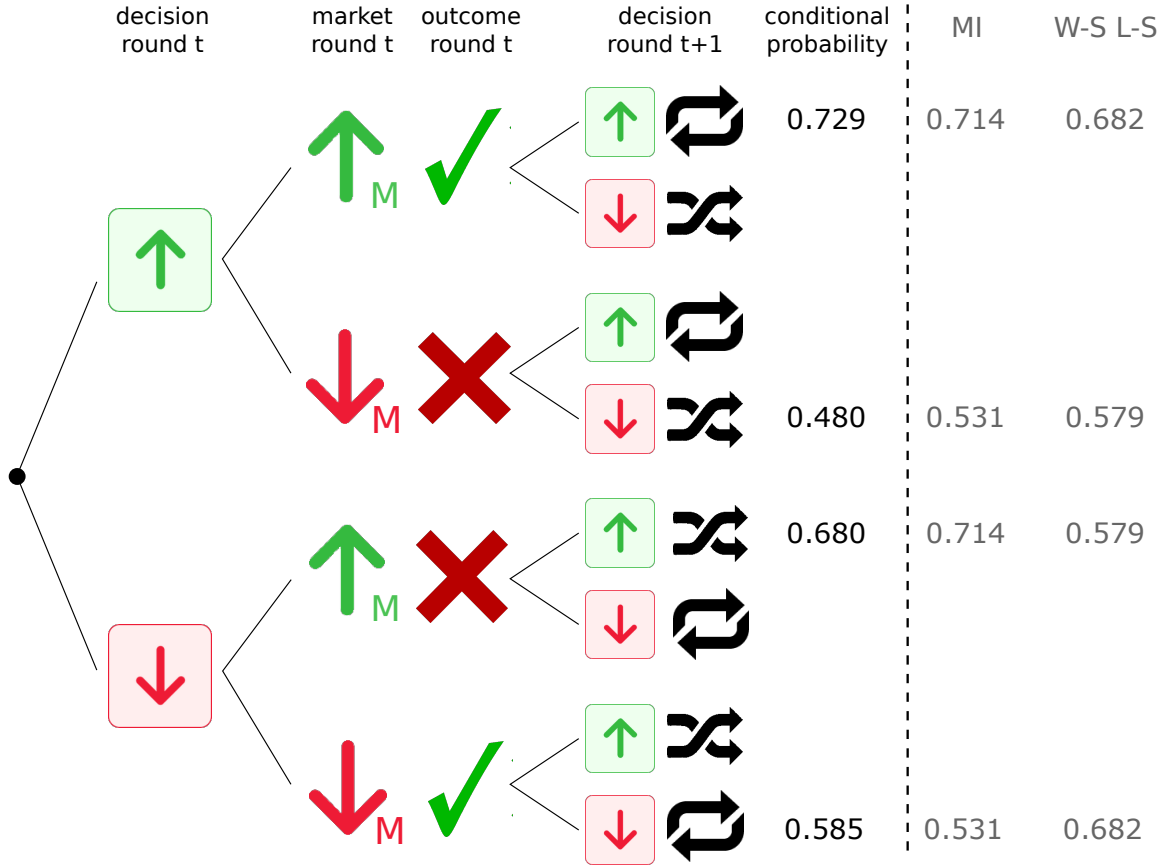 decision
round t
market
round t
outcome
round t
decision
round t+1
conditional
probability
MI
W-S L-S
M
0.729
0.714
0.682
M
0.480
0.531
0.579
M
0.680
0.714
0.579
M
0.585
0.531
0.682